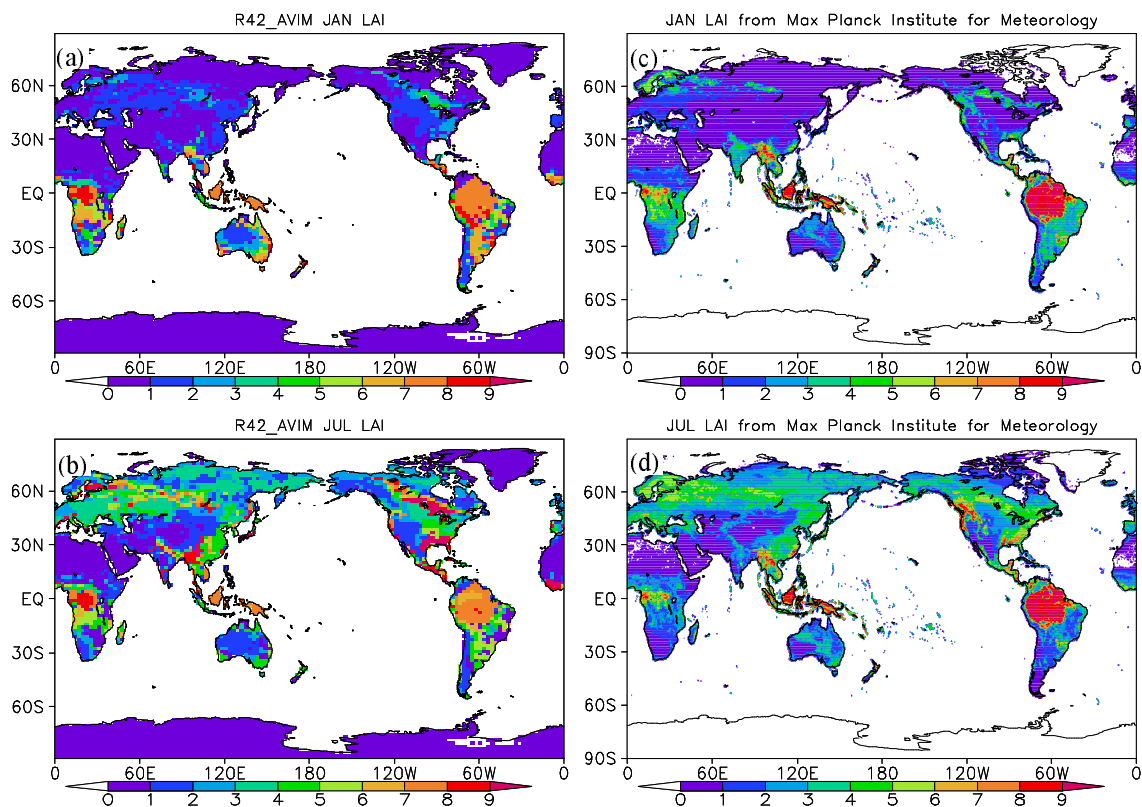 R42_AVIM JAN LAI
(a)
60N
30N
EQ
30S
60S
0 60E 120E 180 120W 60W 0
0 1 2 3 4 5 6 7 8 9
JAN LAI from Max Planck Institute for Meteorology
(c)
60N
30N
EQ
30S
60S
90S
0 60E 120E 180 120W 60W 0
0 1 2 3 4 5 6 7 8 9
R42_AVIM JUL LAI
(b)
60N
30N
EQ
30S
60S
0 60E 120E 180 120W 60W 0
0 1 2 3 4 5 6 7 8 9
JUL LAI from Max Planck Institute for Meteorology
(d)
60N
30N
EQ
30S
60S
90S
0 60E 120E 180 120W 60W 0
0 1 2 3 4 5 6 7 8 9